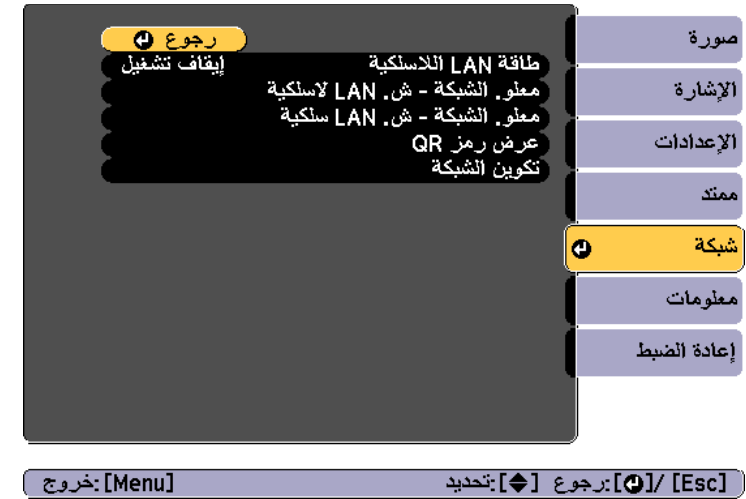 صورة
الإشارة
الإعدادات
ممتد
شبكة
معلومات
إعادة الضبط
رجوع
طاقة LAN اللاسلكية إيقاف تشغيل
معلو. الشبكة - ش. LAN لاسلكية
معلو. الشبكة - ش. LAN سلكية
عرض رمز QR
تكوين الشبكة
[Esc] /[]:رجوع []:تحديد [Menu]:خروج